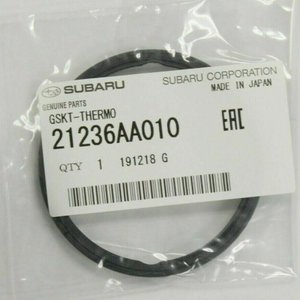 SUBARU
SUBARU CORPORATION
GENUINE PARTS
MADE IN JAPAN
GSKT-THERMO
21236AA010
EAC
QTY 1 191218 G